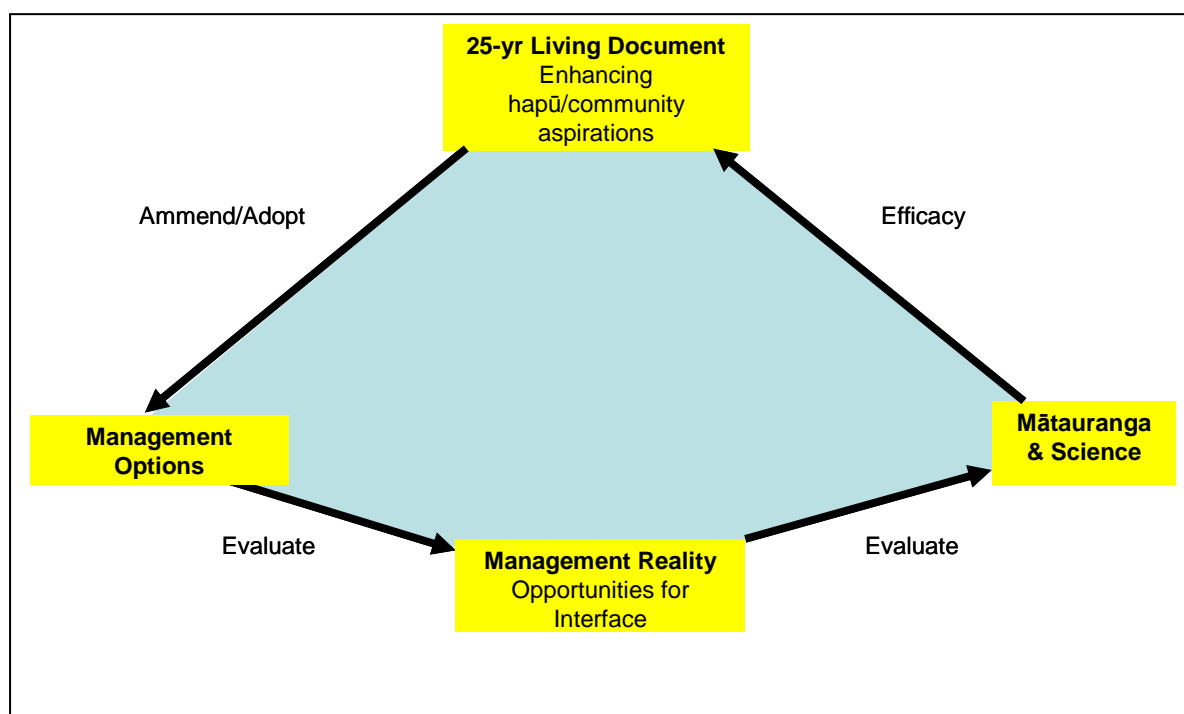 25-yr Living Document
Enhancing
hapū/community
aspirations
Ammend/Adopt
Efficacy
Management
Options
Mātauranga
& Science
Evaluate
Evaluate
Management Reality
Opportunities for
Interface